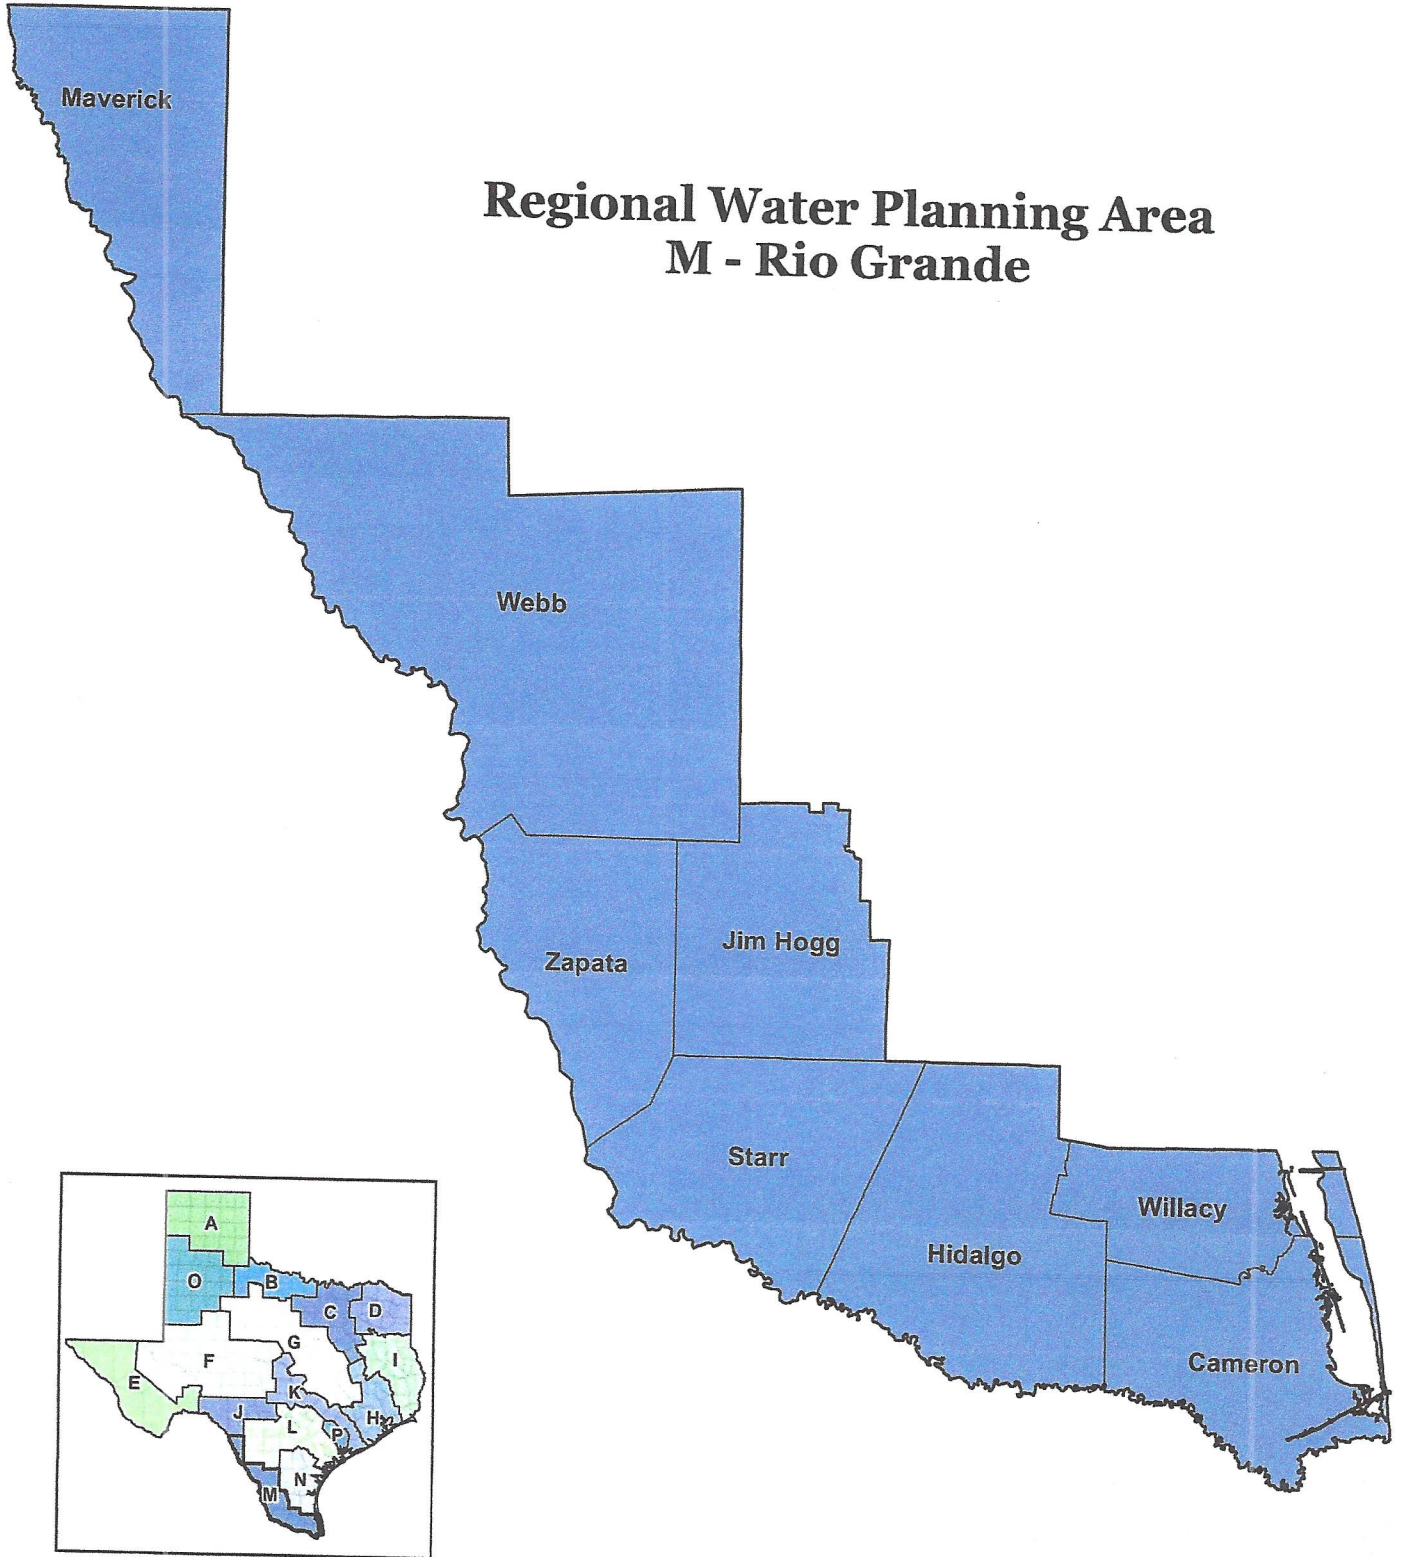 Maverick
Regional Water Planning Area
M - Rio Grande
Webb
Jim Hogg
Zapata
Starr
Willacy
Hidalgo
Cameron
A
O
B
C
D
G
F
I
E
K
J
H
L
P
N
M